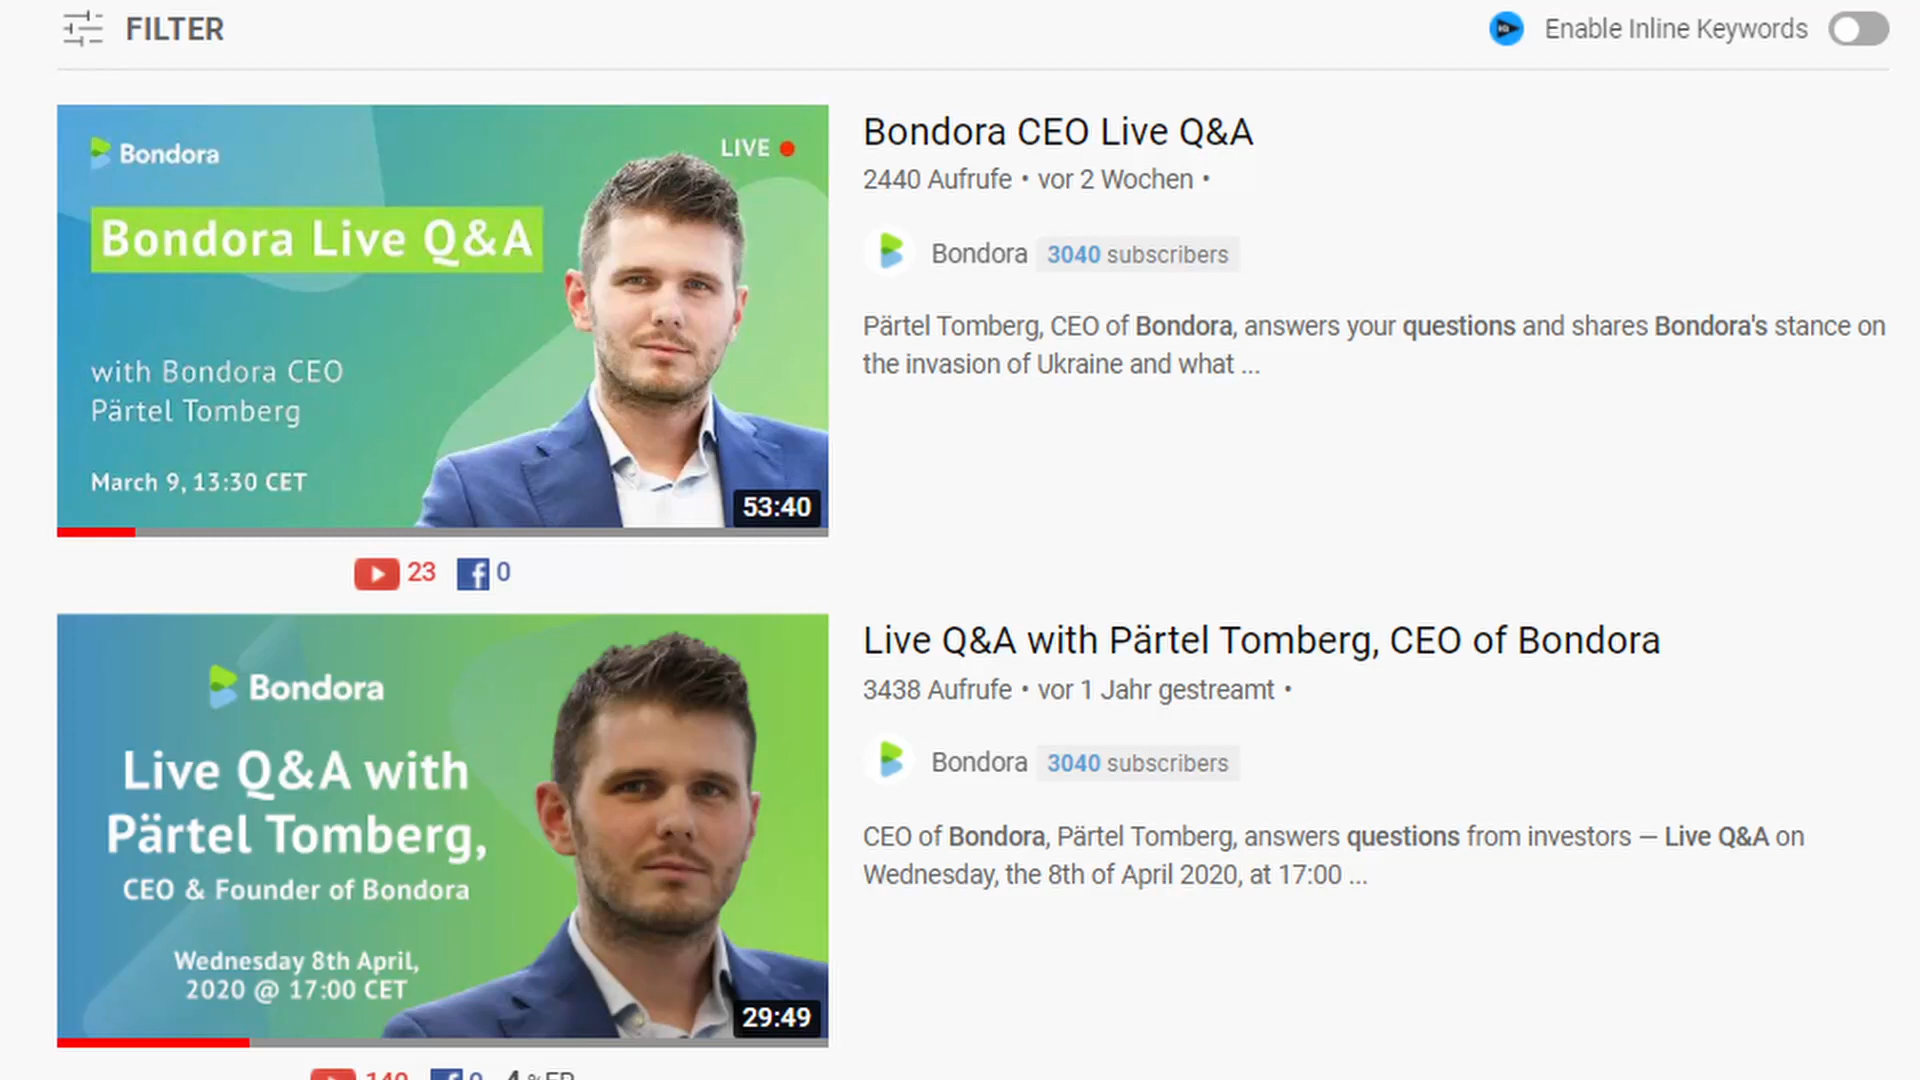 FILTER
Enable Inline Keywords
Bondora
LIVE
Bondora Live Q&A
with Bondora CEO
Pärtel Tomberg
March 9, 13:30 CET
53:40
23
0
Bondora CEO Live Q&A
2440 Aufrufe • vor 2 Wochen •
Bondora 3040 subscribers
Pärtel Tomberg, CEO of Bondora, answers your questions and shares Bondora's stance on
the invasion of Ukraine and what ...
Bondora
Live Q&A with
Pärtel Tomberg,
CEO & Founder of Bondora
Wednesday 8th April,
2020 @ 17:00 CET
29:49
Live Q&A with Pärtel Tomberg, CEO of Bondora
3438 Aufrufe • vor 1 Jahr gestreamt •
Bondora 3040 subscribers
CEO of Bondora, Pärtel Tomberg, answers questions from investors — Live Q&A on
Wednesday, the 8th of April 2020, at 17:00 ...